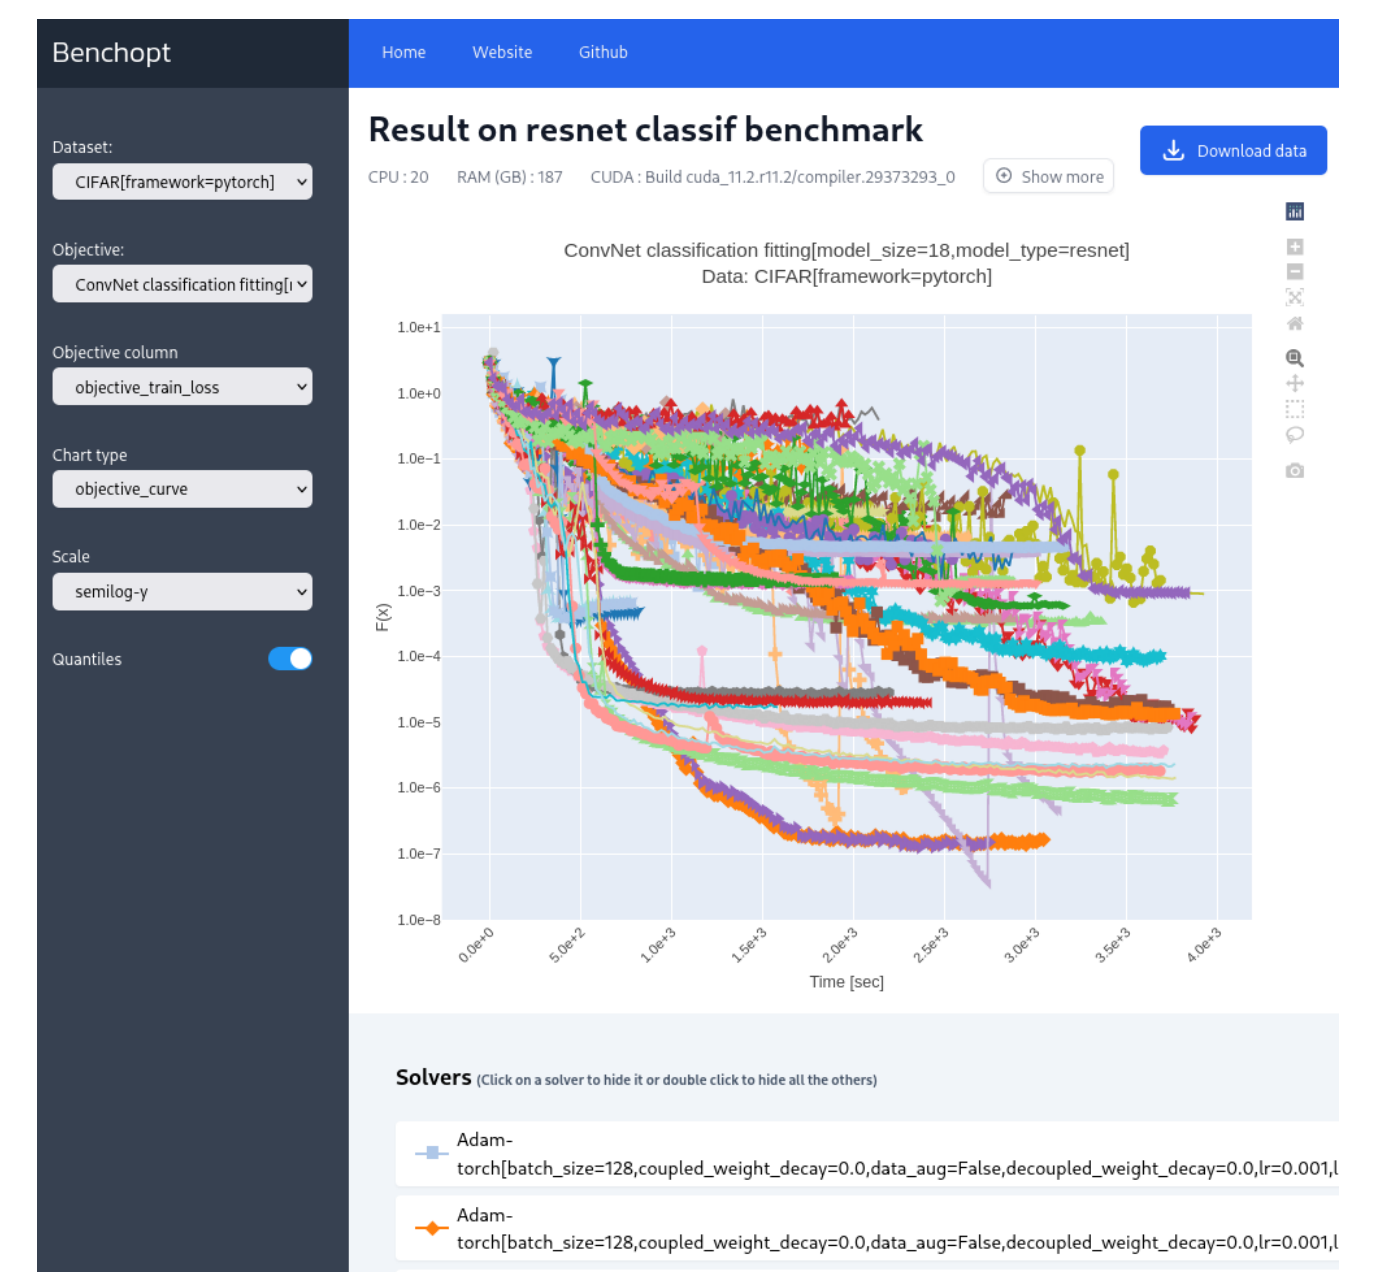 Benchopt
Home Website Github
Dataset:
CIFAR[framework=pytorch]
Objective:
ConvNet classification fitting[
Objective column
objective_train_loss
Chart type
objective_curve
Scale
semilog-y
Quantiles
Result on resnet classif benchmark
Download data
CPU : 20 RAM (GB) : 187 CUDA : Build cuda_11.2.r11.2/compiler.29373293_0 Show more
ConvNet classification fitting[model_size=18,model_type=resnet]
Data: CIFAR[framework=pytorch]
1.0e+1
1.0e+0
1.0e−1
1.0e−2
1.0e−3
1.0e−4
1.0e−5
1.0e−6
1.0e−7
1.0e−8
F(x)
0.0e+0 5.0e+2 1.0e+3 1.5e+3 2.0e+3 2.5e+3 3.0e+3 3.5e+3 4.0e+3
Time [sec]
Solvers (Click on a solver to hide it or double click to hide all the others)
Adam-
torch[batch_size=128,coupled_weight_decay=0.0,data_aug=False,decoupled_weight_decay=0.0,lr=0.001,l
Adam-
torch[batch_size=128,coupled_weight_decay=0.0,data_aug=False,decoupled_weight_decay=0.0,lr=0.001,l